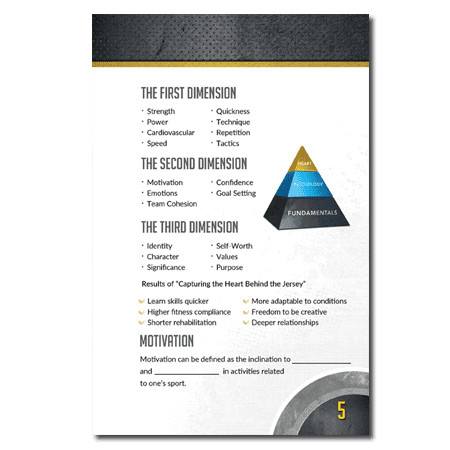 THE FIRST DIMENSION
· Strength
· Power
· Cardiovascular
· Speed
· Quickness
· Technique
· Repetition
· Tactics
THE SECOND DIMENSION
· Motivation
· Emotions
· Team Cohesion
· Confidence
· Goal Setting
HEART
PSYCHOLOGY
FUNDAMENTALS
THE THIRD DIMENSION
· Identity
· Character
· Significance
· Self-Worth
· Values
· Purpose
Results of “Capturing the Heart Behind the Jersey”
Learn skills quicker
Higher fitness compliance
Shorter rehabilitation
More adaptable to conditions
Freedom to be creative
Deeper relationships
MOTIVATION
Motivation can be defined as the inclination to ______________
and ______________ in activities related
to one’s sport.
5